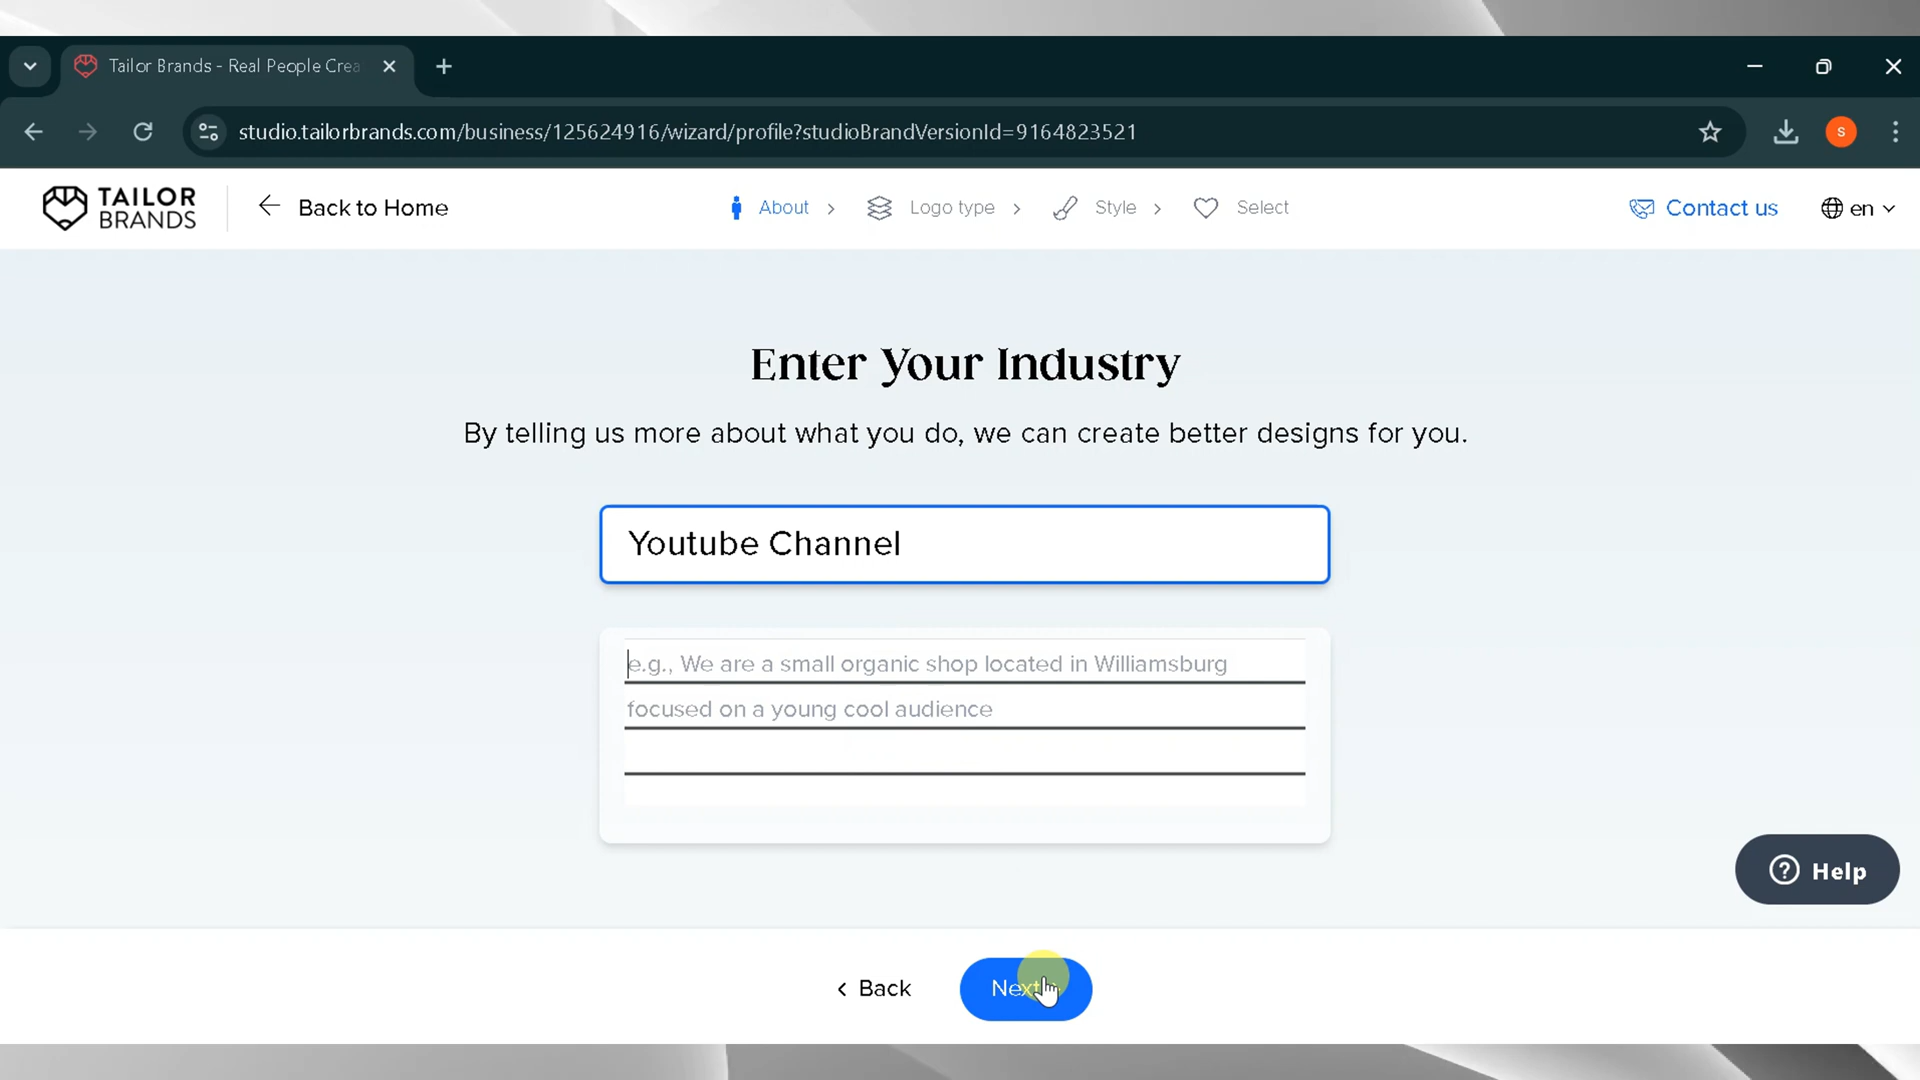 Tailor Brands - Real People Crea
studio.tailorbrands.com/business/125624916/wizard/profile?studioBrandVersionId=9164823521
S
TAILOR
BRANDS
Back to Home
About
Logo type
Style
Select
Contact us
en
Enter Your Industry
By telling us more about what you do, we can create better designs for you.
Youtube Channel
e.g., We are a small organic shop located in Williamsburg
focused on a young cool audience
? Help
< Back
Next